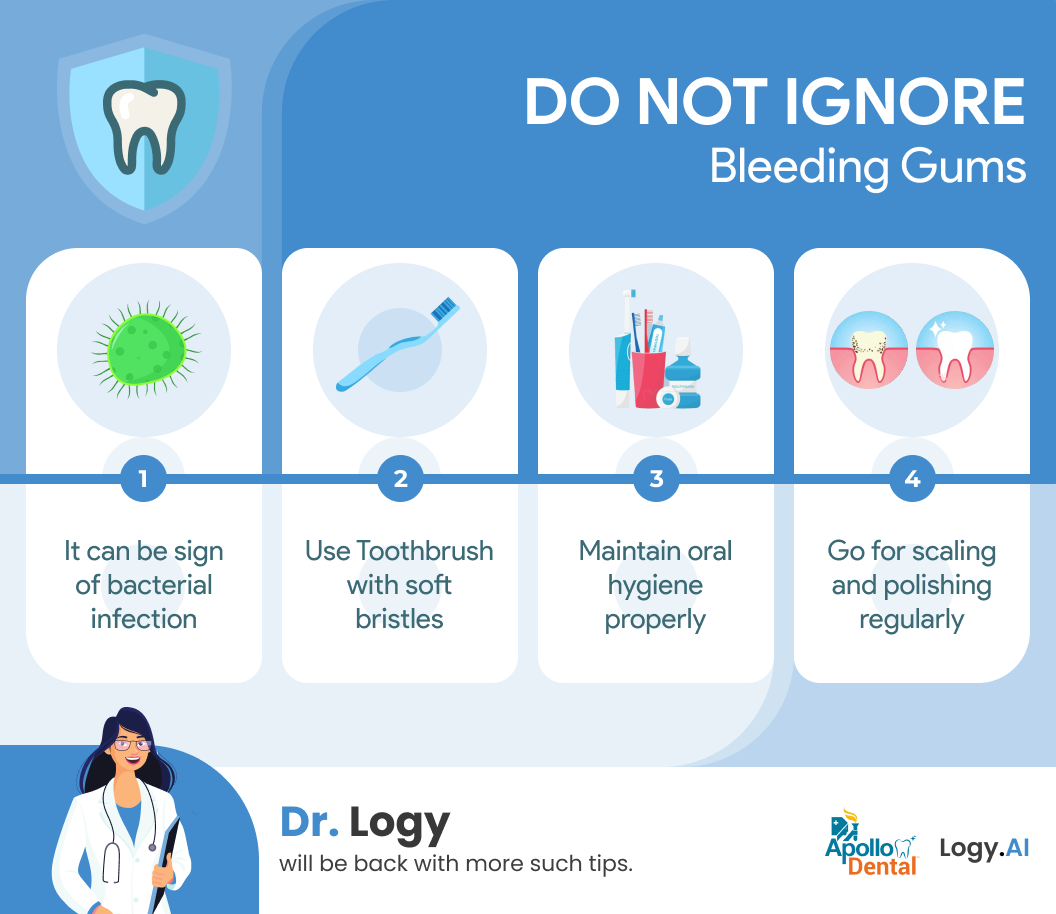 DO NOT IGNORE
Bleeding Gums
1
It can be sign
of bacterial
infection
2
Use Toothbrush
with soft
bristles
3
Maintain oral
hygiene
properly
4
Go for scaling
and polishing
regularly
Dr. Logy
will be back with more such tips.
Apollo
Dental
Logy.AI